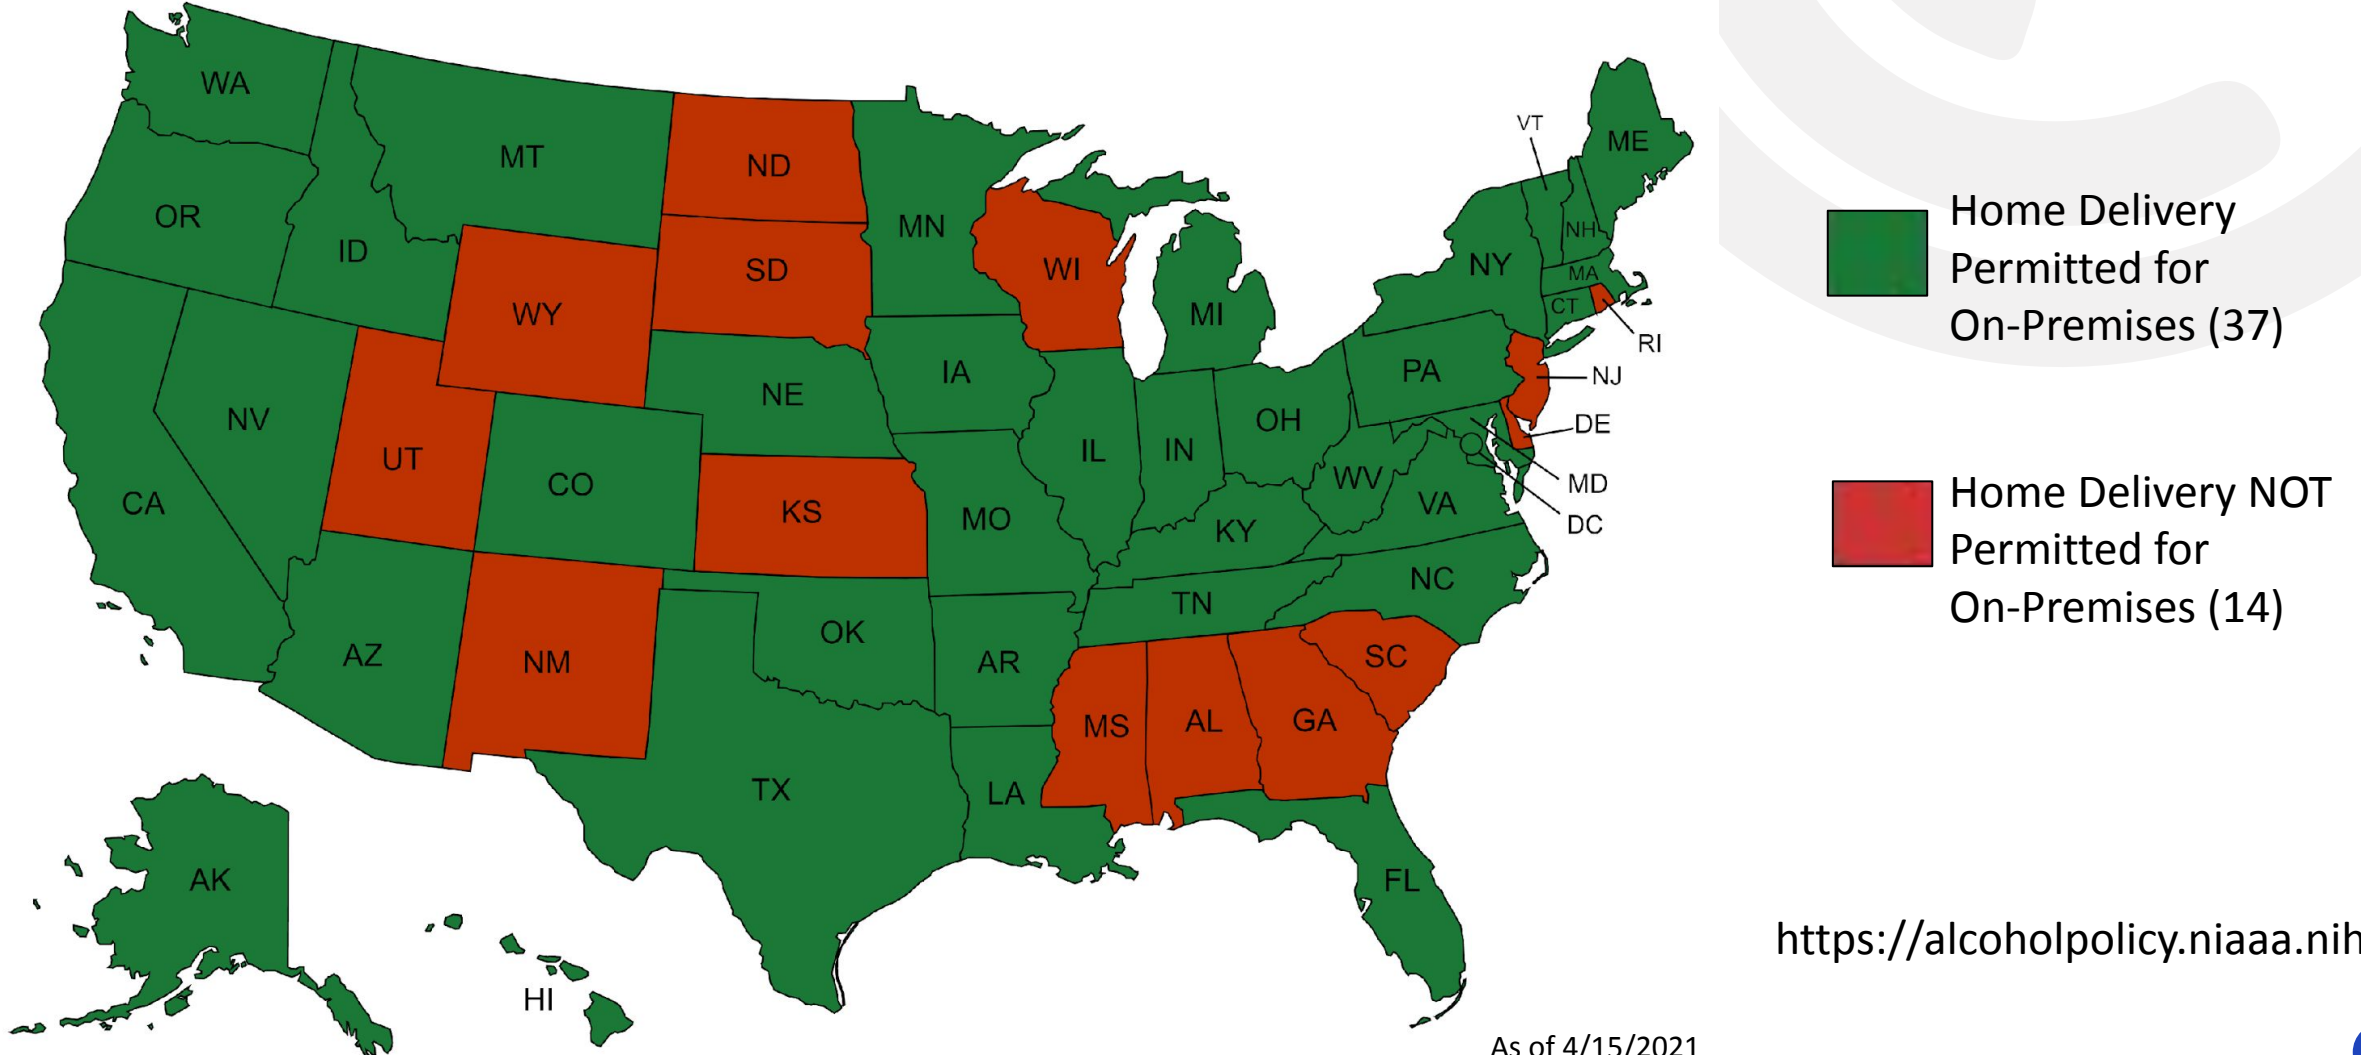 WA
MT
ND
MN
VT
ME
OR
ID
SD
WI
NH
NY
MA
WY
MI
CT
RI
IA
PA
NJ
NE
NV
OH
DE
UT
IL
IN
CO
WV
MD
CA
KS
MO
VA
KY
DC
NC
TN
OK
AZ
NM
AR
SC
MS
AL
GA
TX
LA
AK
FL
HI
Home Delivery
Permitted for
On-Premises (37)
Home Delivery NOT
Permitted for
On-Premises (14)
https://alcoholpolicy.niaaa.nih
As of 4/15/2021